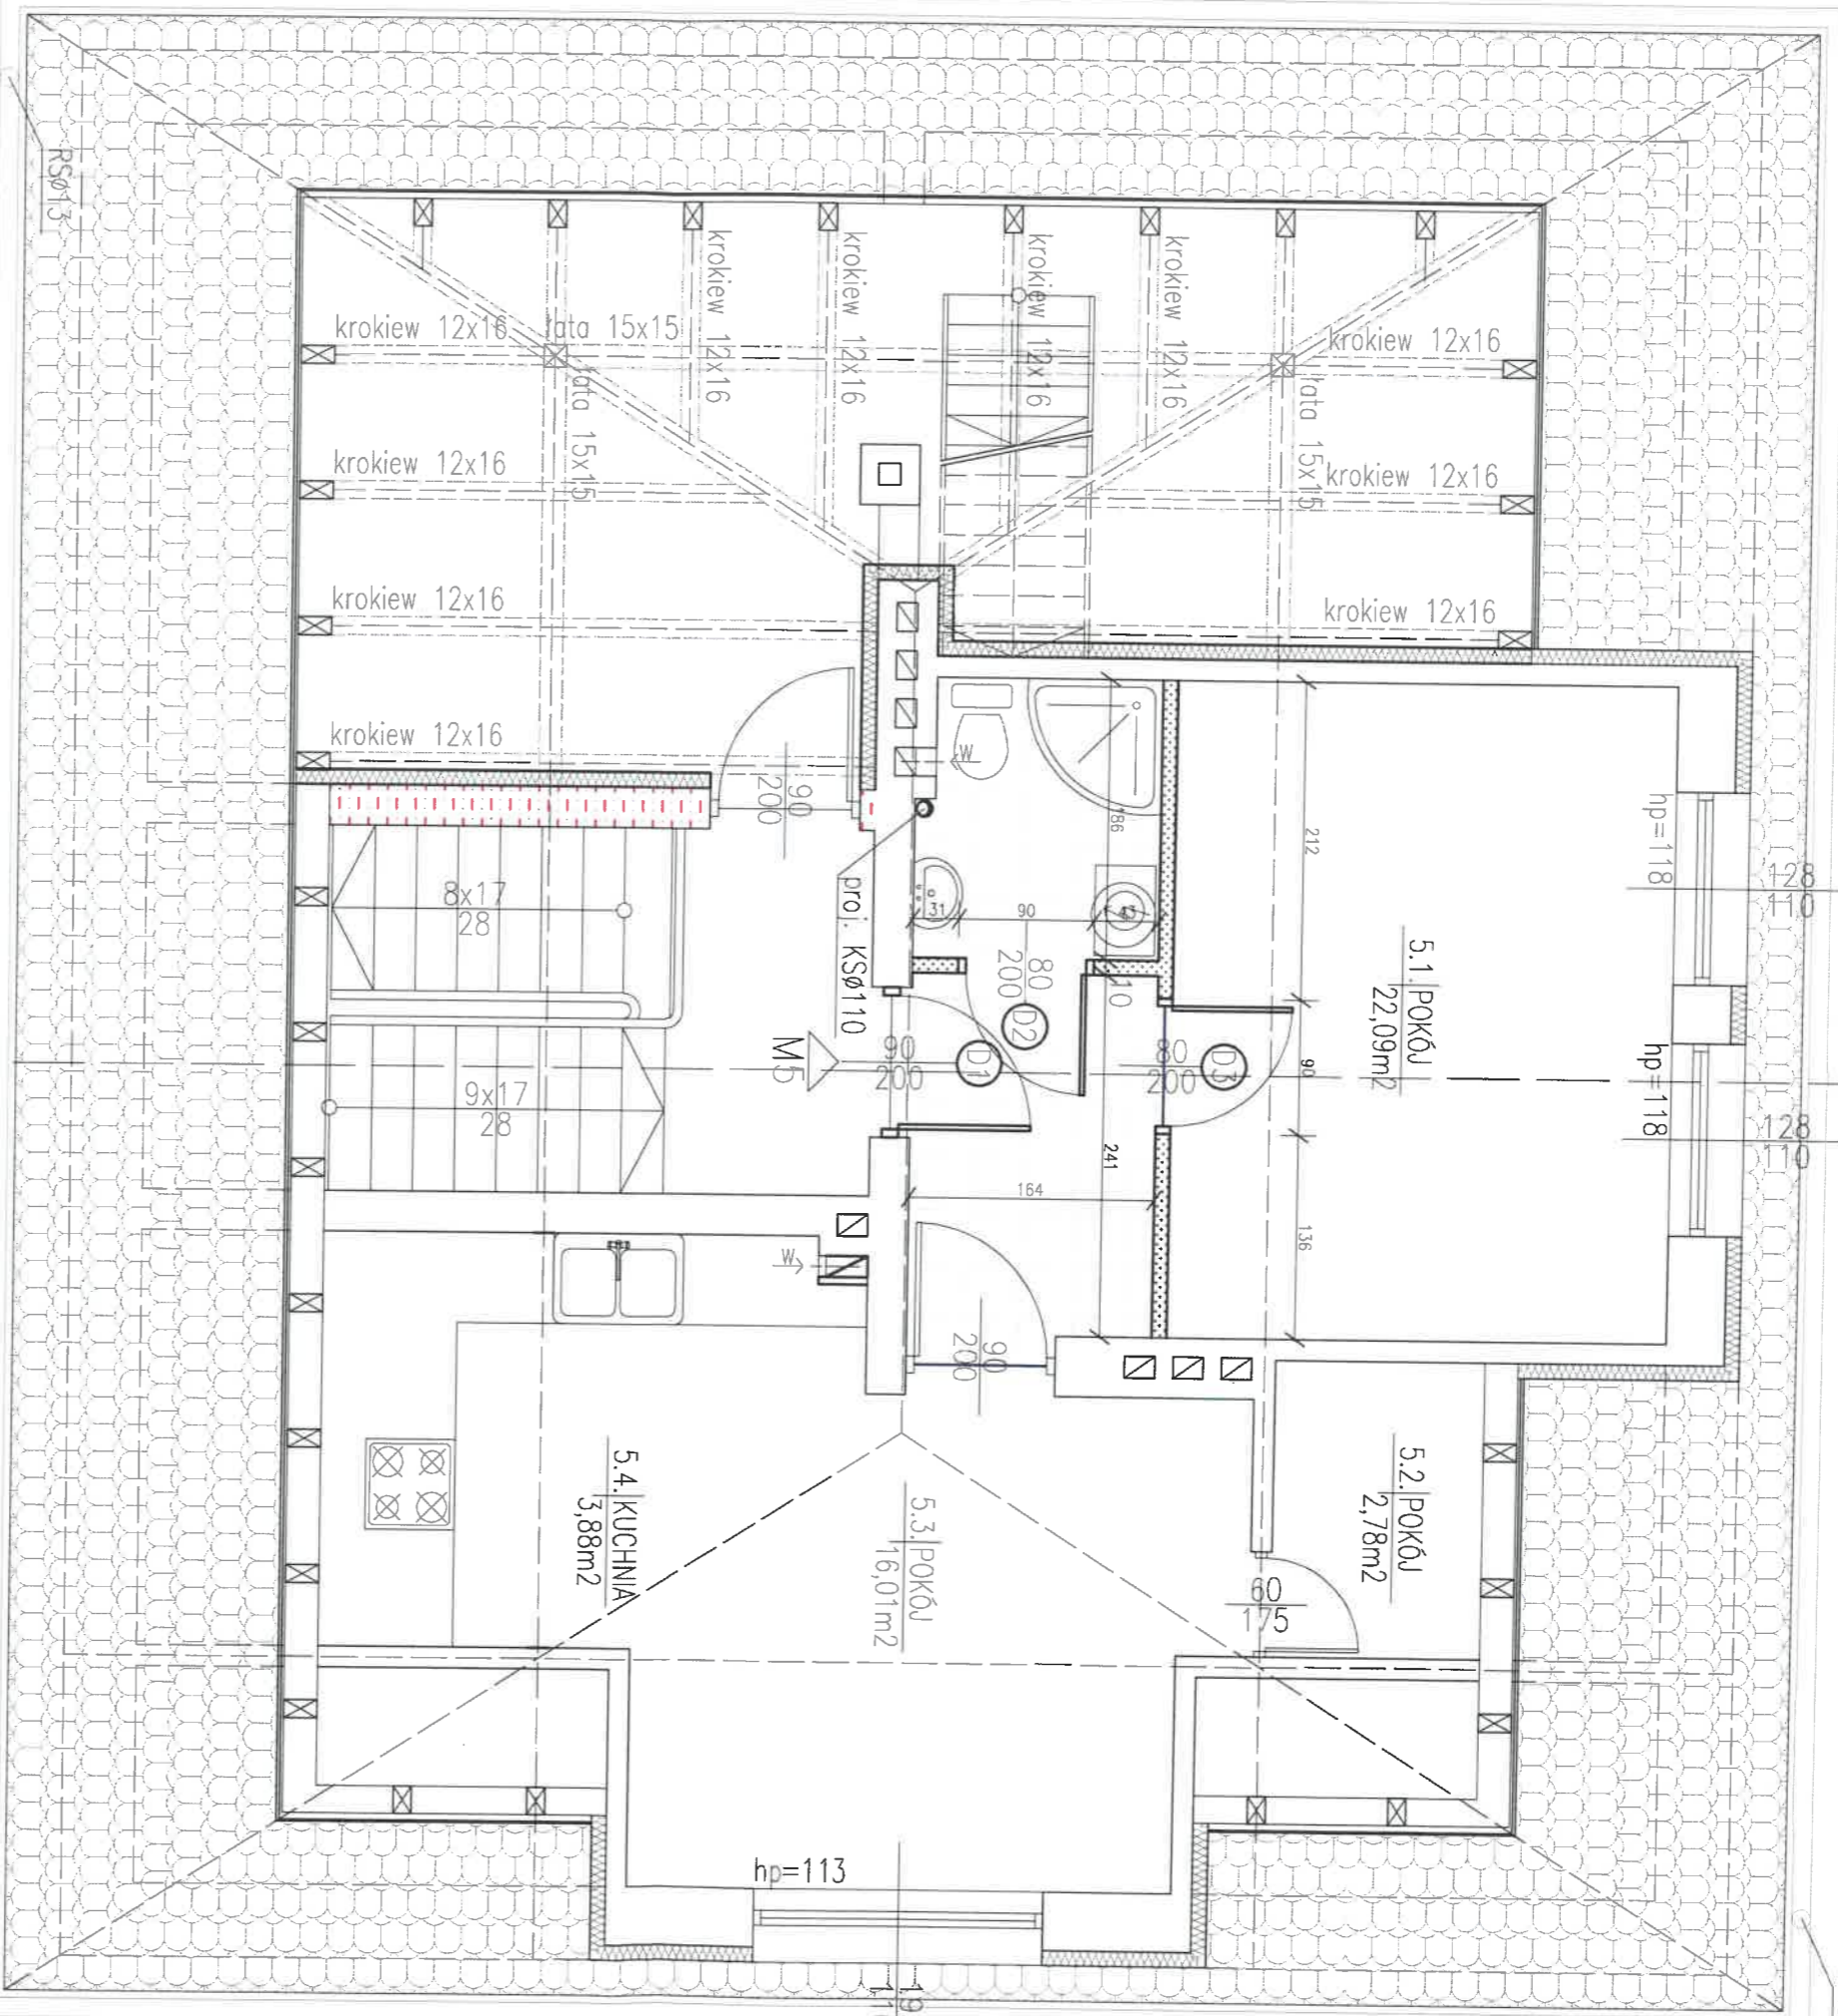 RSø13
krokiew 12x16
krokiew 12x16
krokiew 12x16
krokiew 12x16
krokiew 12x16
łata 15x15
krokiew 12x16
łata 15x15
łata 15x15
krokiew 12x16
krokiew 12x16
krokiew 12x16
krokiew 12x16
krokiew 12x16
krokiew 12x16
90
200
W
186
212
hp=118
128
110
8x17
28
proj. KSø110
31
90
43
80
200
D2
10
5.1. POKÓJ
22,09m2
hp=118
M5
90
200
D1
80
200
D3
90
128
110
9x17
28
241
164
136
W
90
200
5.4. KUCHNIA
3,88m2
5.3. POKÓJ
16,01m2
5.2. POKÓJ
2,78m2
60
175
hp=113